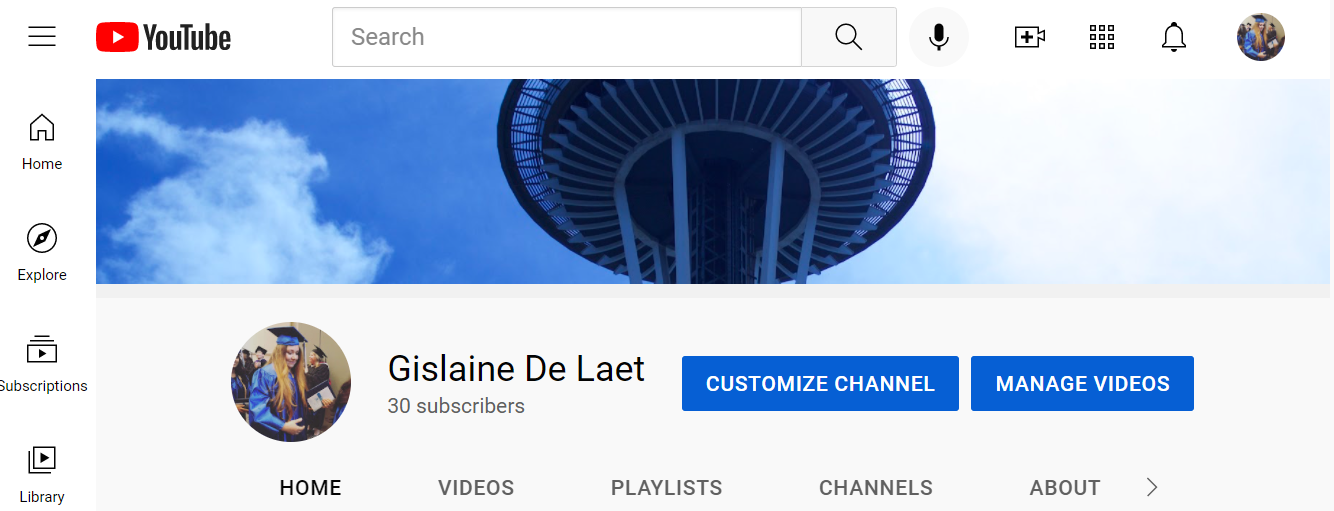 YouTube
Search
Home
Explore
Subscriptions
Library
Gislaine De Laet
30 subscribers
CUSTOMIZE CHANNEL
MANAGE VIDEOS
HOME VIDEOS PLAYLISTS CHANNELS ABOUT